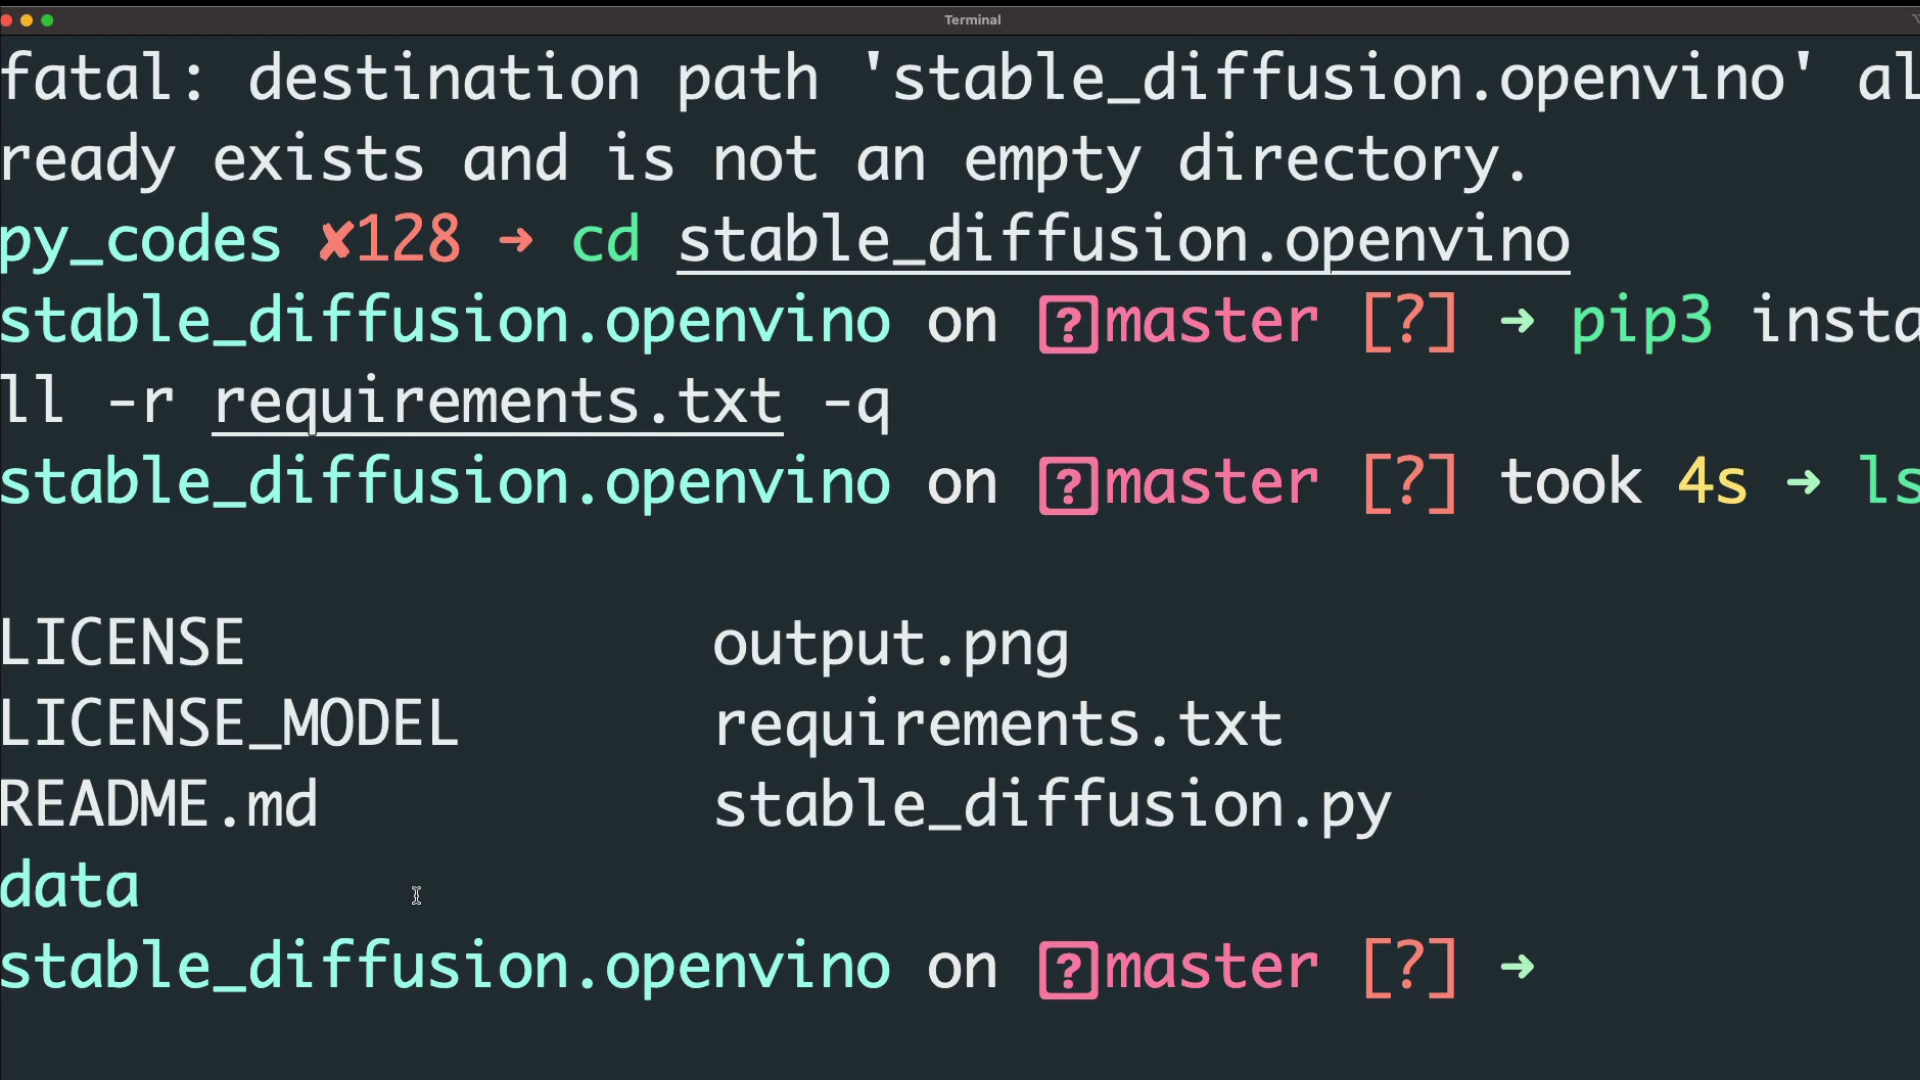 Terminal
fatal: destination path 'stable_diffusion.openvino' al
ready exists and is not an empty directory.
py_codes ✘128 ➜ cd stable_diffusion.openvino
stable_diffusion.openvino on ?master [?] ➜ pip3 insta
ll -r requirements.txt -q
stable_diffusion.openvino on ?master [?] took 4s ➜ ls
LICENSE output.png
LICENSE_MODEL requirements.txt
README.md stable_diffusion.py
data
stable_diffusion.openvino on ?master [?] ➜